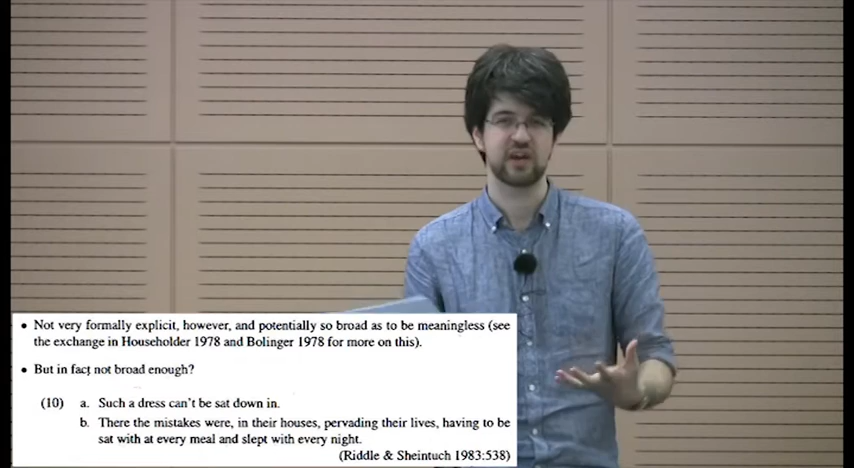 • Not very formally explicit, however, and potentially so broad as to be meaningless (see
the exchange in Householder 1978 and Bolinger 1978 for more on this).
• But in fact not broad enough?
(10) a. Such a dress can't be sat down in.
b. There the mistakes were, in their houses, pervading their lives, having to be
sat with at every meal and slept with every night.
(Riddle & Sheintuch 1983:538)